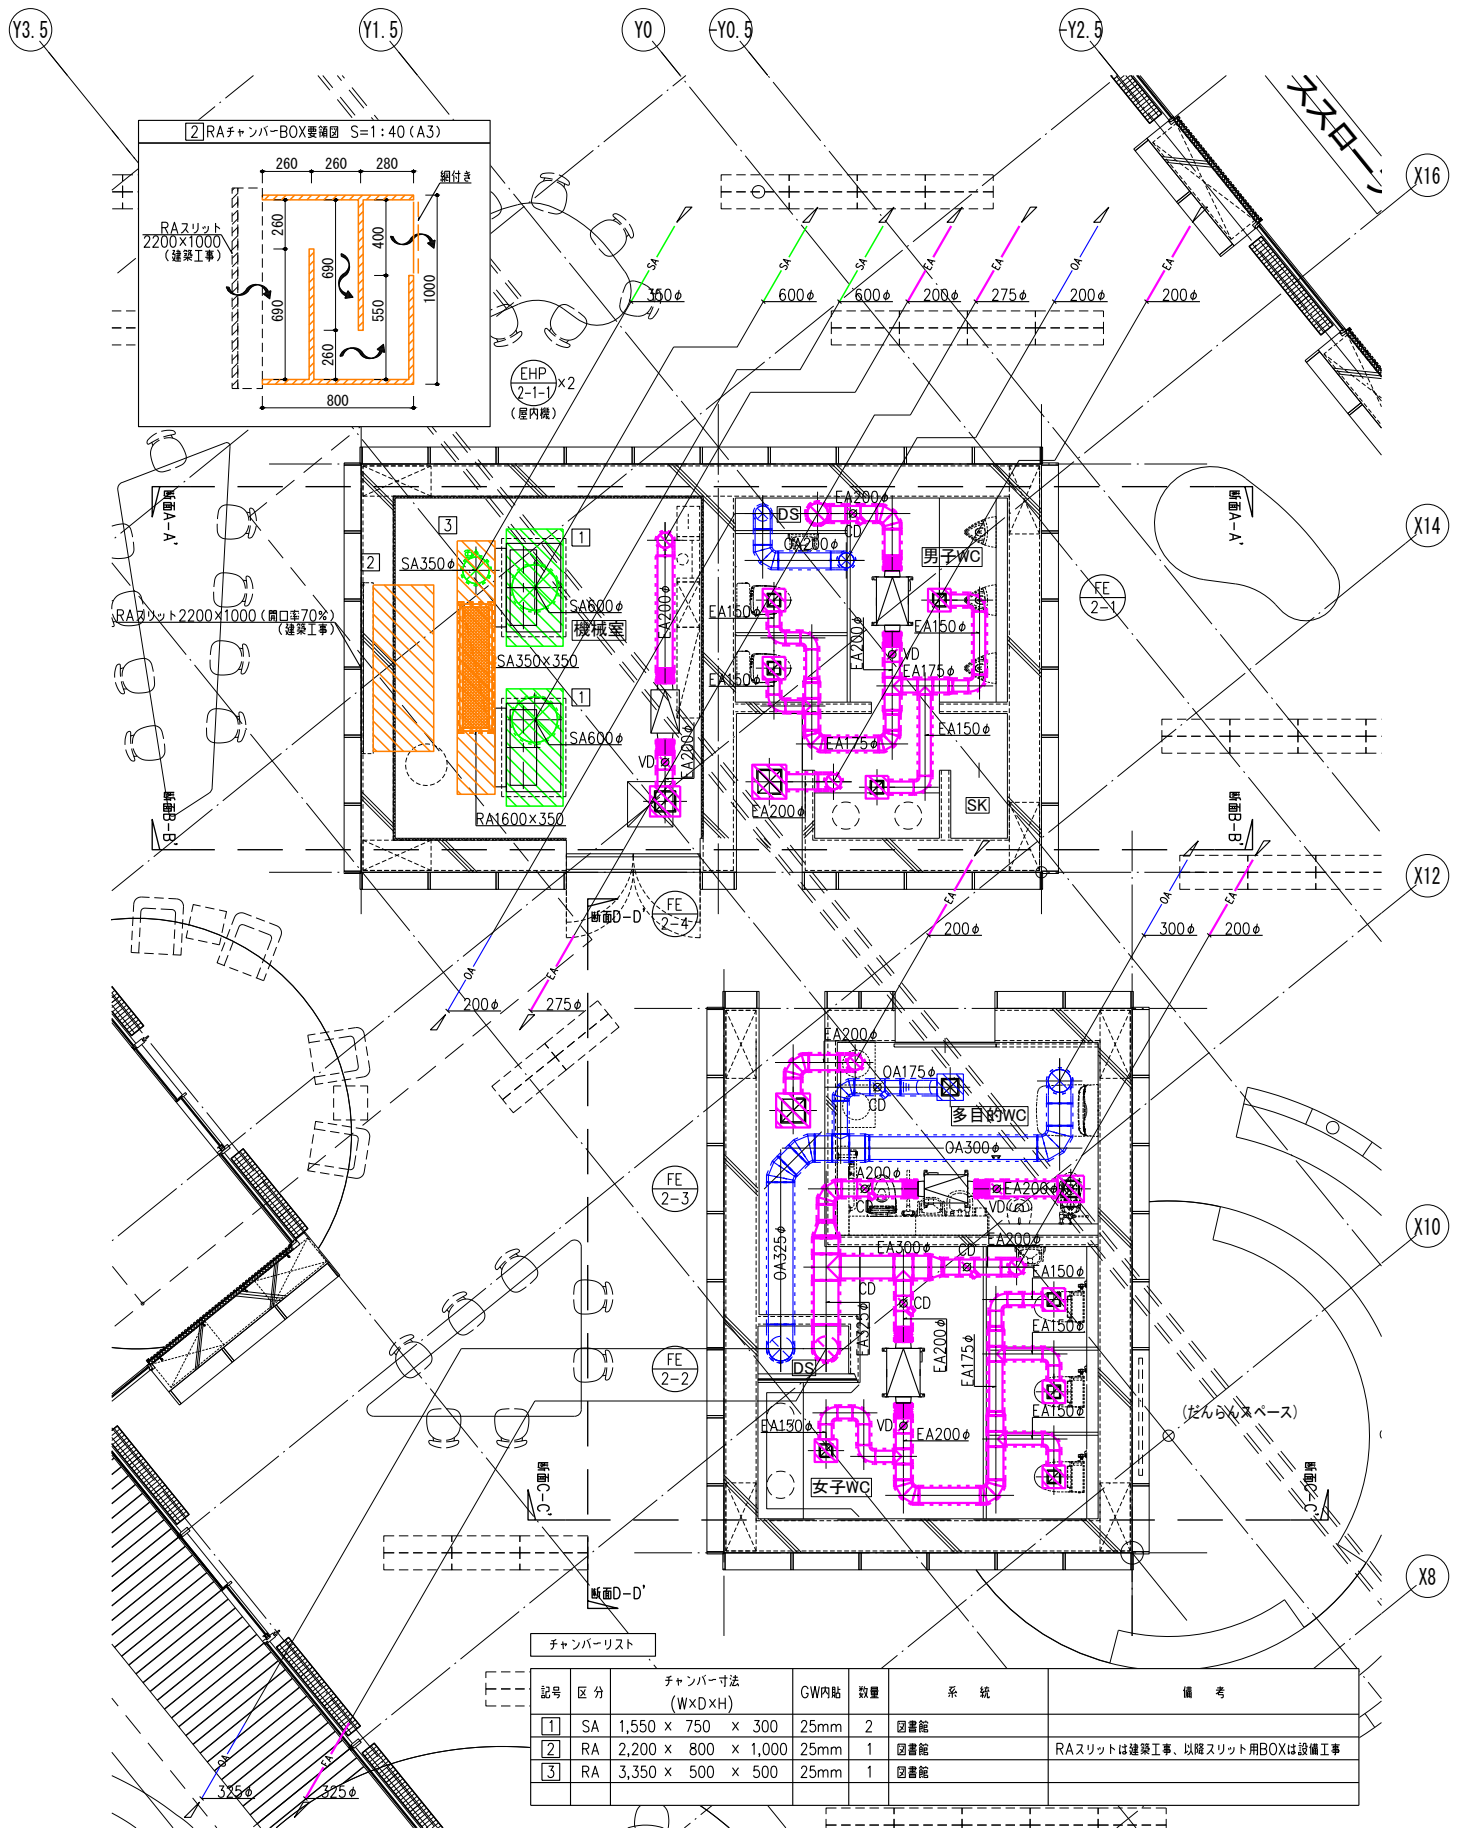 Y3.5
Y1.5
Y0
-Y0.5
-Y2.5
X16
X14
X12
X10
X8
ススロー
2 RAチャンバーBOX要領図 S=1:40(A3)
260 260 280
網付き
RAスリット
2200×1000
(建築工事)
260
690
690
260
400
550
1000
800
EHP
2-1-1
×2
(屋内機)
SA
350φ
SA
600φ
SA
600φ
EA
200φ
EA
275φ
OA
200φ
EA
200φ
断面A-A'
断面A-A'
3
1
2
SA350φ
RAスリット2200×1000(開口率70%)
(建築工事)
SA600φ
機械室
SA350×350
1
SA600φ
RA1600×350
EA200φ
VD
A200φ
DS
EA200φ
CD
OA200φ
男子WC
EA150φ
EA200φ
VD
EA150φ
EA175φ
EA150φ
EA175φ
EA150φ
EA200φ
SK
FE
2-1
断面B-B'
断面B-B'
断面D-D'
FE
2-4
EA
200φ
OA
300φ
EA
200φ
OA
200φ
EA
275φ
EA200φ
OA175φ
CD
多目的WC
OA300φ
EA200φ
CD
EA200φ
VD
FE
2-3
OA325φ
EA300φ
EA200φ
CD
EA150φ
CD
CD
EA325φ
EA200φ
EA175φ
EA150φ
FE
2-2
DS
EA150φ
EA150φ
VD
EA200φ
女子WC
(だんらんスペース)
断面C-C'
断面C-C'
断面D-D'
OA
325φ
EA
325φ
チャンバーリスト
記号 区分 チャンバー寸法 (W×D×H) GW内貼 数量 系統 備考
1 SA 1,550 × 750 × 300 25mm 2 図書館
2 RA 2,200 × 800 × 1,000 25mm 1 図書館 RAスリットは建築工事、以降スリット用BOXは設備工事
3 RA 3,350 × 500 × 500 25mm 1 図書館